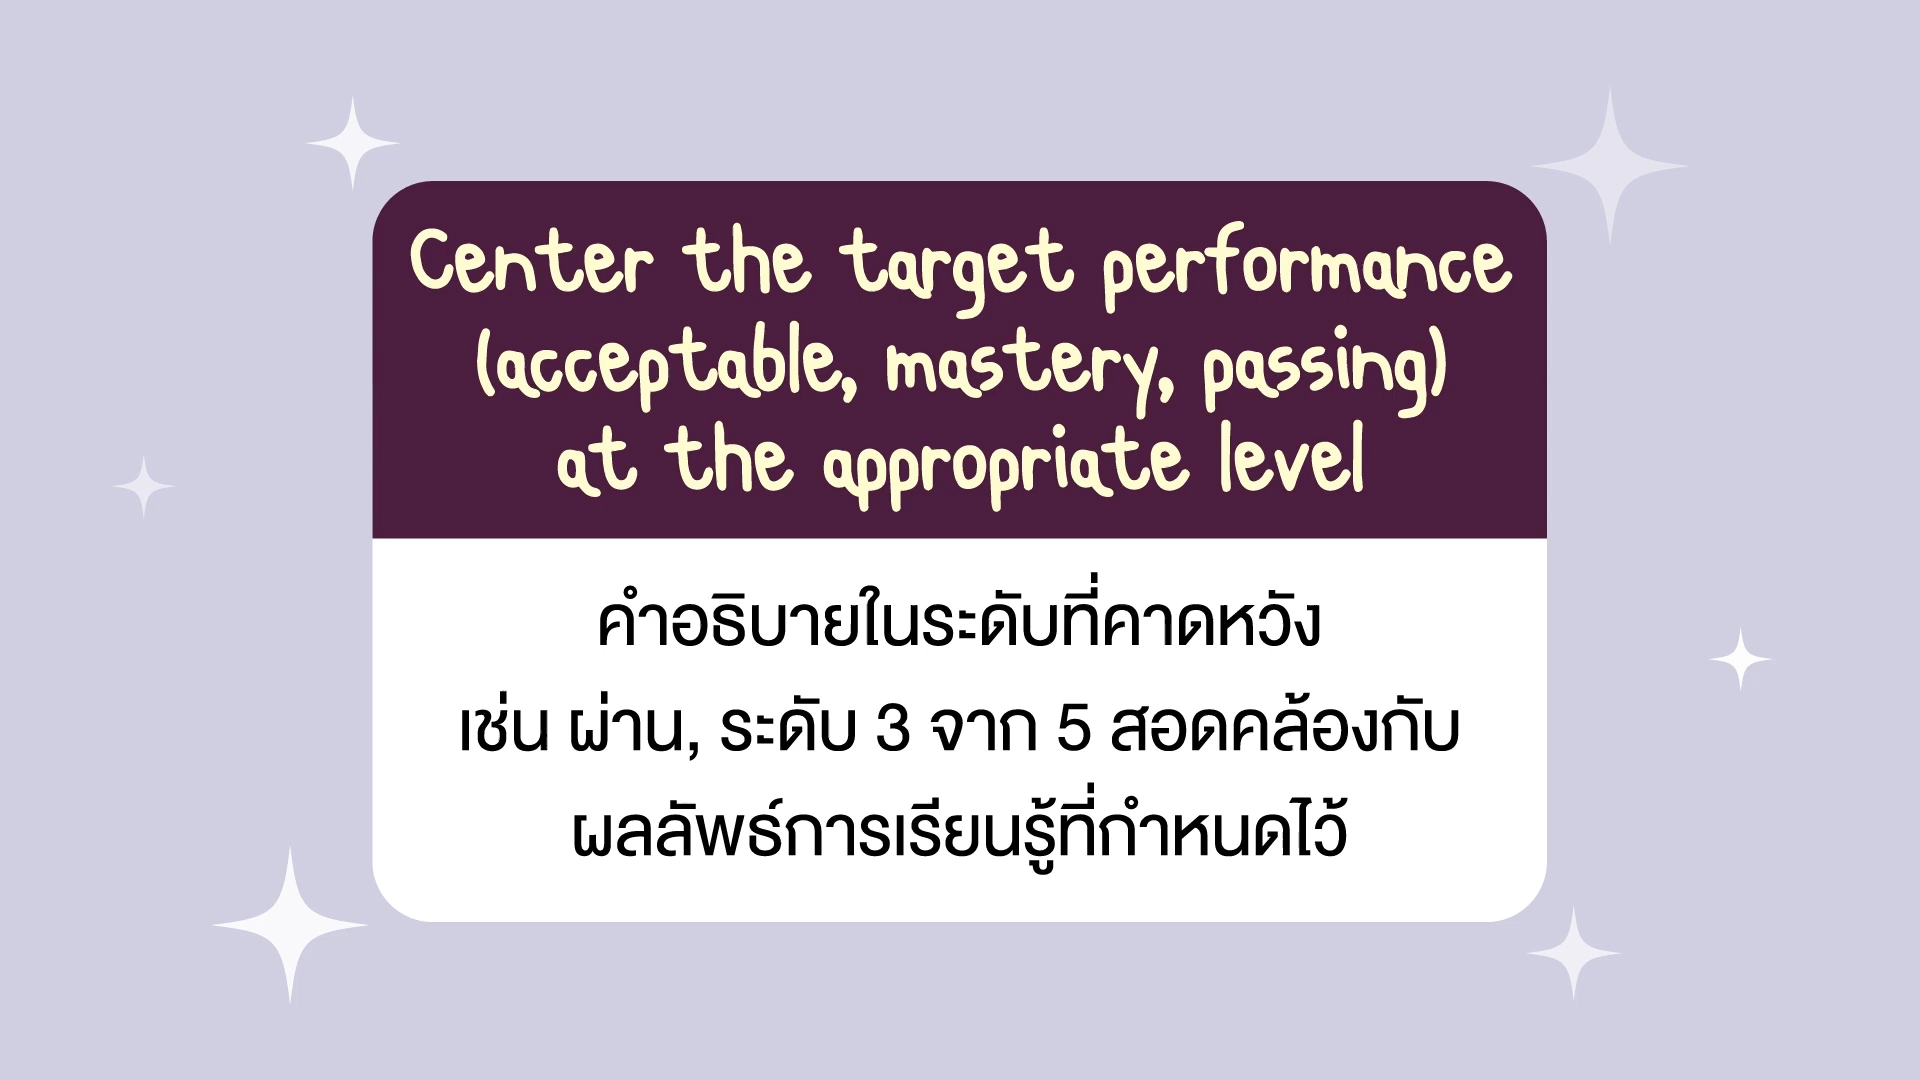 Center the target performance
(acceptable, mastery, passing)
at the appropriate level
คำอธิบายในระดับที่คาดหวัง
เช่น ผ่าน, ระดับ 3 จาก 5 สอดคล้องกับ
ผลลัพธ์การเรียนรู้ที่กำหนดไว้